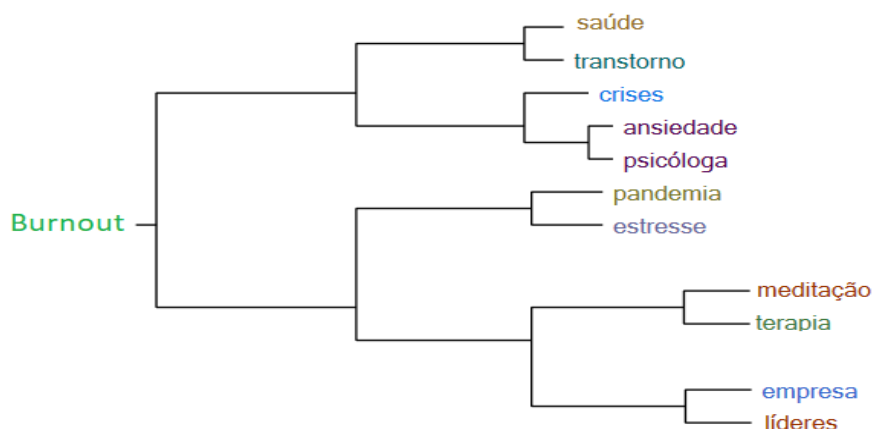 saúde
transtorno
crises
ansiedade
psicóloga
pandemia
Burnout
estresse
meditação
terapia
empresa
líderes